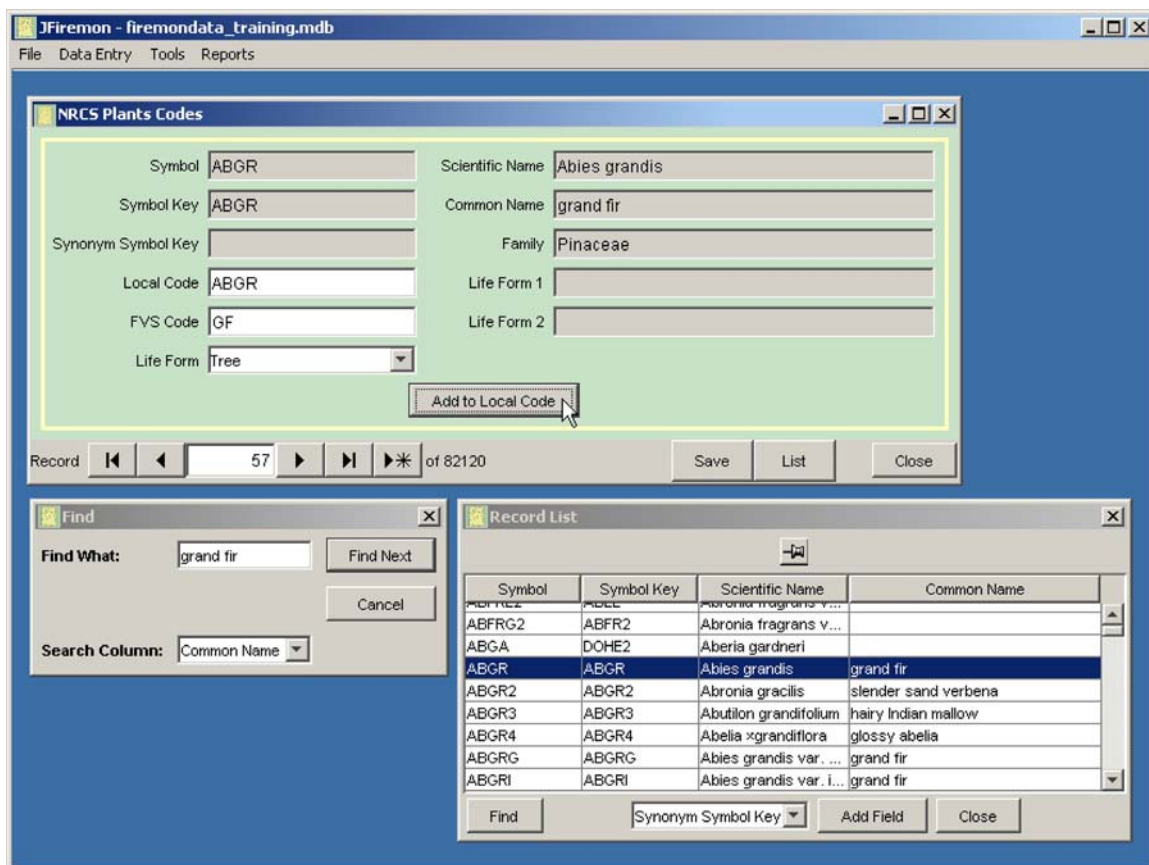 JFiremon - firemondata_training.mdb
File Data Entry Tools Reports
NRCS Plants Codes
Symbol ABGR Scientific Name Abies grandis
Symbol Key ABGR Common Name grand fir
Synonym Symbol Key Family Pinaceae
Local Code ABGR Life Form 1
FVS Code GF Life Form 2
Life Form Tree
Add to Local Code
Record 57 of 82120 Save List Close
Find
Find What: grand fir Find Next
Cancel
Search Column: Common Name
Record List
Symbol Symbol Key Scientific Name Common Name
ABFRG2 ABFR2 Abronia fragrans v...
ABGA DOHE2 Aberia gardneri
ABGR ABGR Abies grandis grand fir
ABGR2 ABGR2 Abronia gracilis slender sand verbena
ABGR3 ABGR3 Abutilon grandifolium hairy Indian mallow
ABGR4 ABGR4 Abelia ×grandiflora glossy abelia
ABGRG ABGRG Abies grandis var. ... grand fir
ABGRI ABGRI Abies grandis var. i... grand fir
Find Synonym Symbol Key Add Field Close